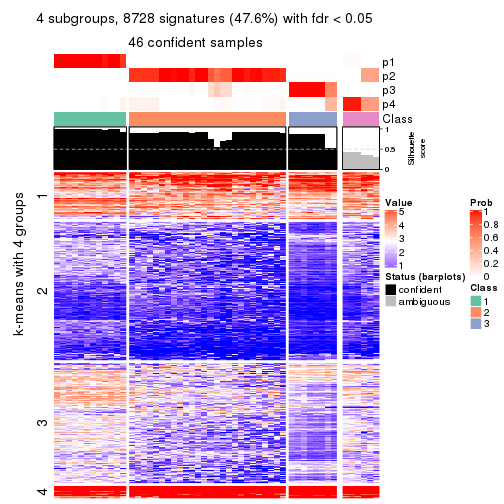 4 subgroups, 8728 signatures (47.6%) with fdr < 0.05
46 confident samples
p1
p2
p3
p4
Class
1
0.5
0
Silhouette
score
k-means with 4 groups
1
2
3
4
Value
5
4
3
2
1
Status (barplots)
confident
ambiguous
Prob
1
0.8
0.6
0.4
0.2
0
Class
1
2
3